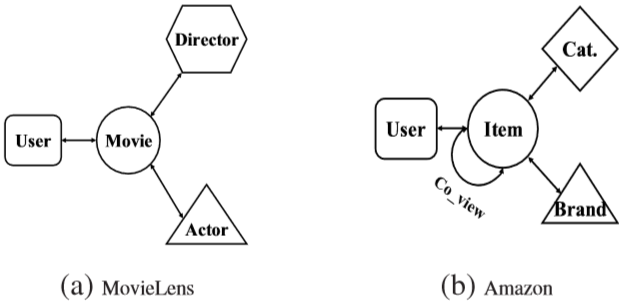 Director
User
Movie
Actor
(a) MovieLens
Cat.
User
Item
Co_view
Brand
(b) Amazon